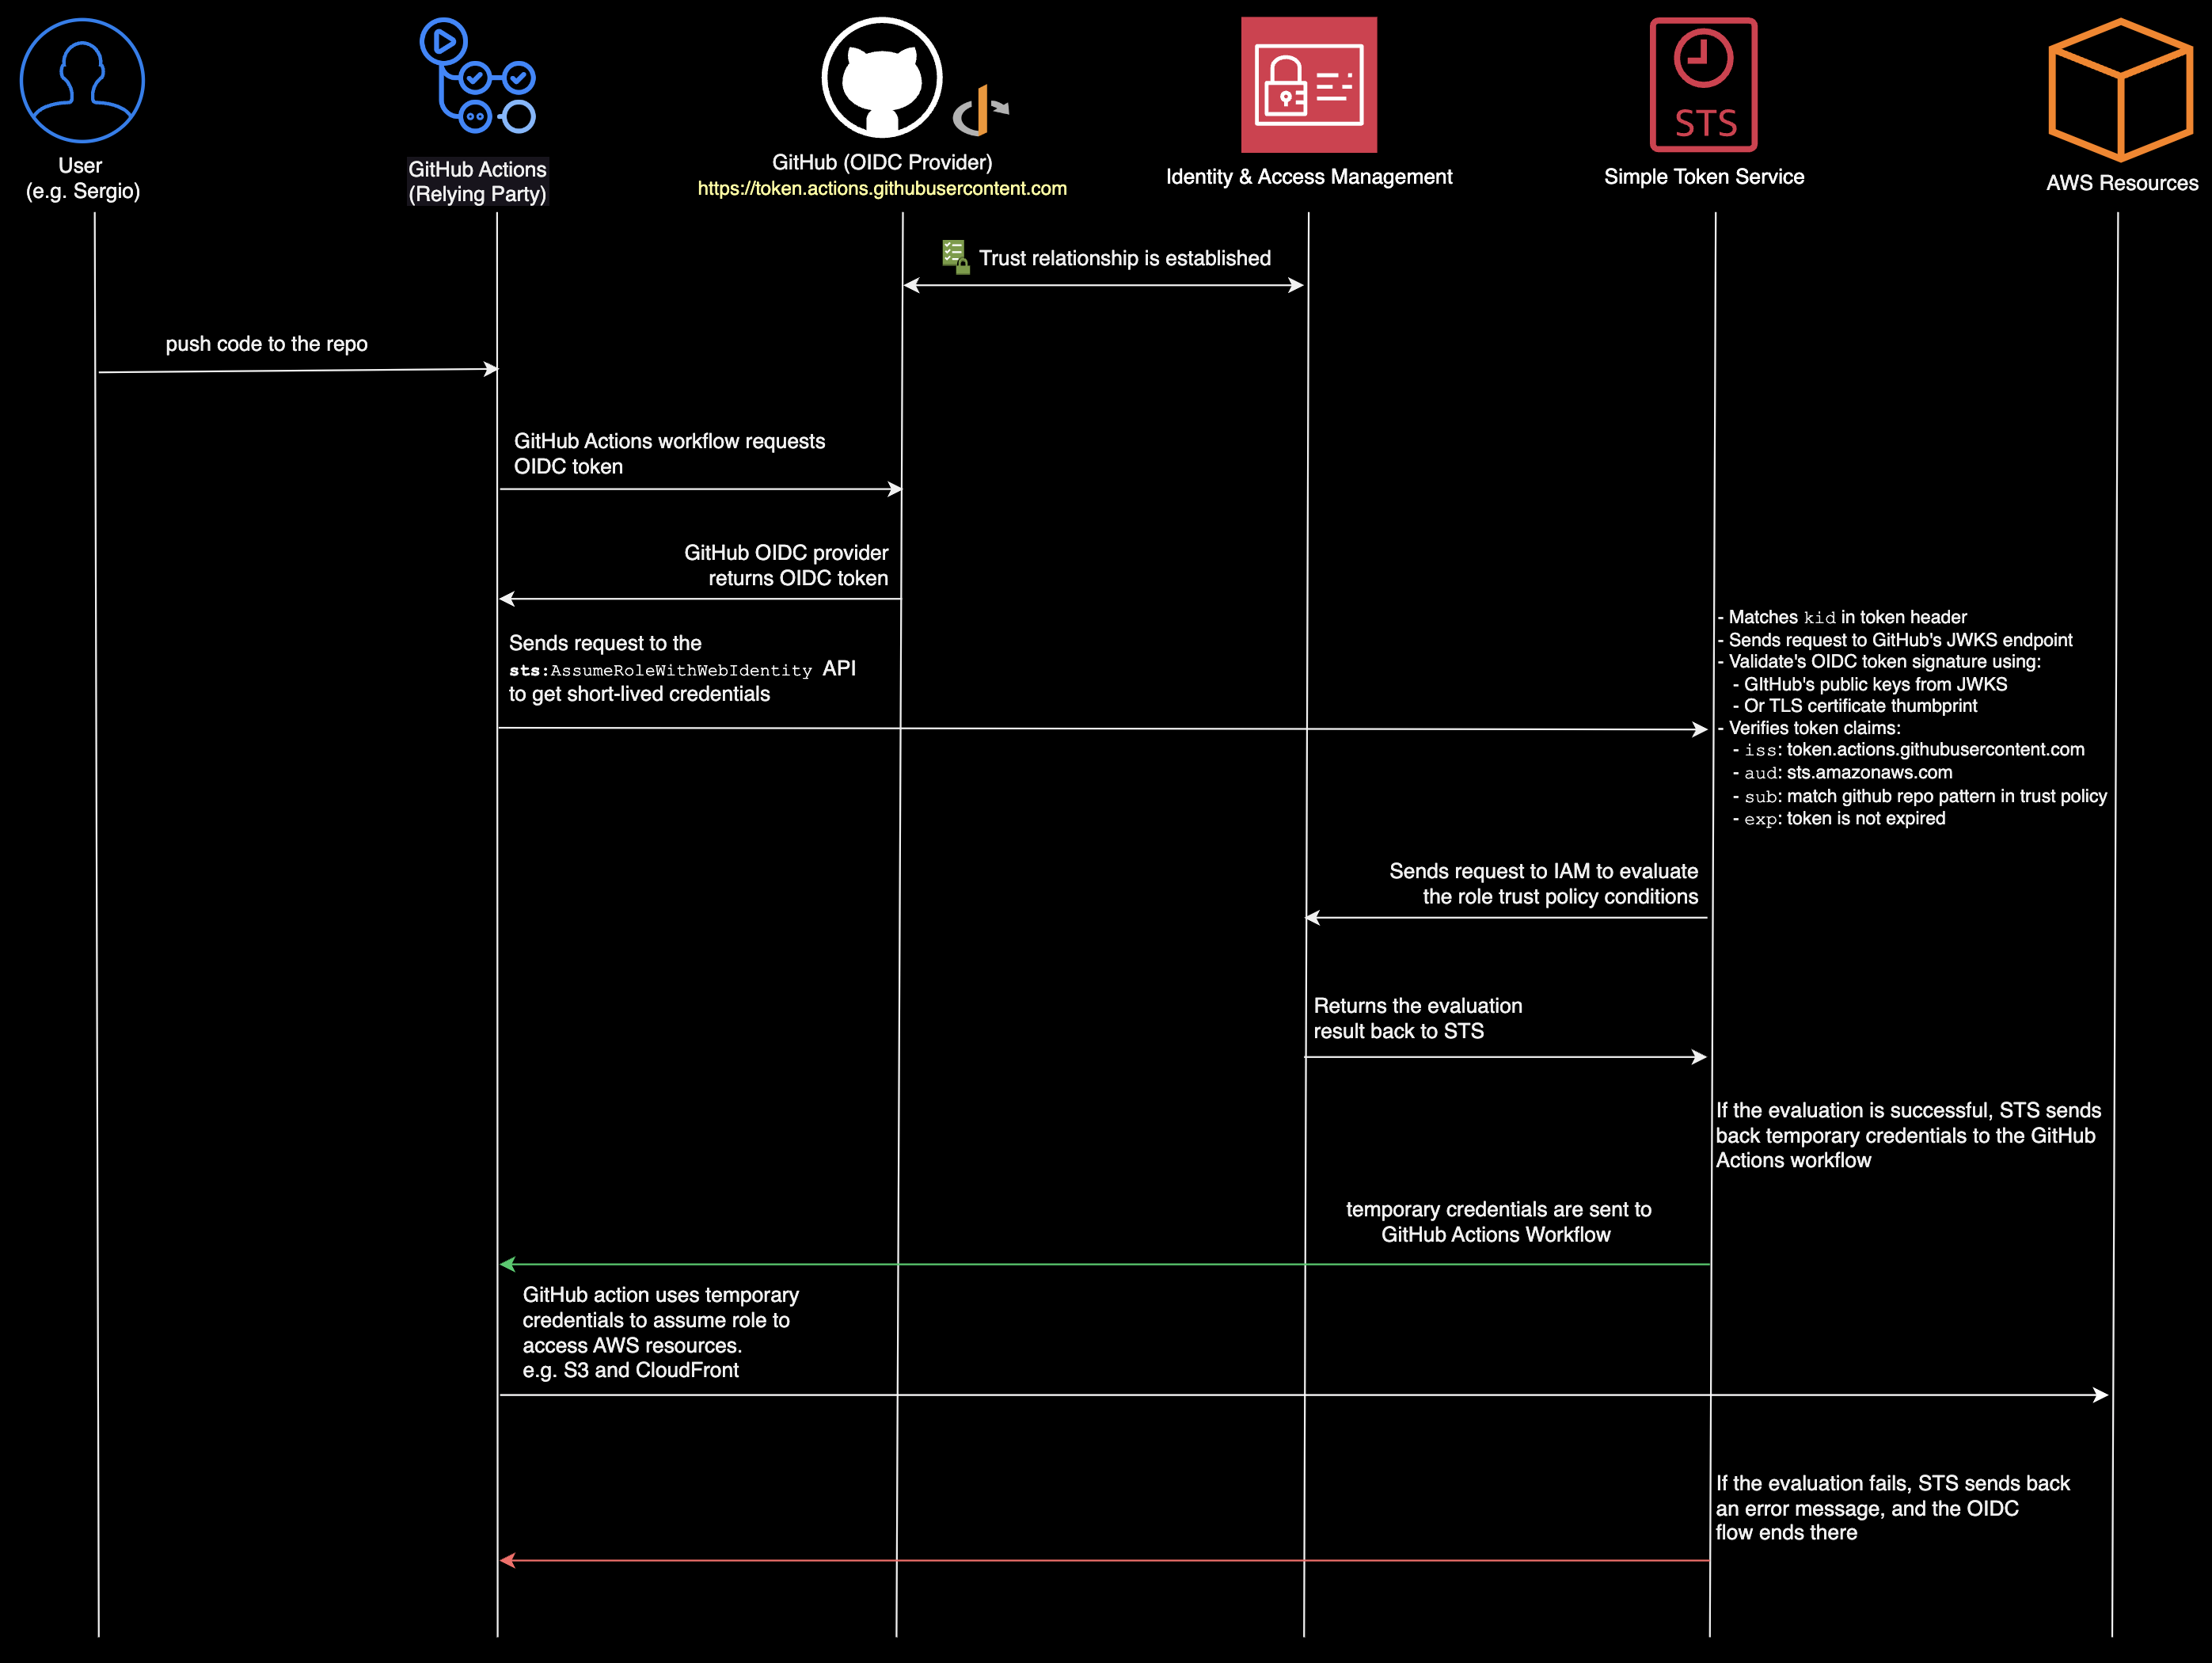 STS
User
(e.g. Sergio)
GitHub Actions
(Relying Party)
GitHub (OIDC Provider)
https://token.actions.githubusercontent.com
Identity & Access Management
Simple Token Service
AWS Resources
Trust relationship is established
push code to the repo
GitHub Actions workflow requests
OIDC token
GitHub OIDC provider
returns OIDC token
Sends request to the
sts:AssumeRoleWithWebIdentity API
to get short-lived credentials
- Matches kid in token header
- Sends request to GitHub's JWKS endpoint
- Validate's OIDC token signature using:
- GItHub's public keys from JWKS
- Or TLS certificate thumbprint
- Verifies token claims:
- iss: token.actions.githubusercontent.com
- aud: sts.amazonaws.com
- sub: match github repo pattern in trust policy
- exp: token is not expired
Sends request to IAM to evaluate
the role trust policy conditions
Returns the evaluation
result back to STS
If the evaluation is successful, STS sends
back temporary credentials to the GitHub
Actions workflow
temporary credentials are sent to
GitHub Actions Workflow
GitHub action uses temporary
credentials to assume role to
access AWS resources.
e.g. S3 and CloudFront
If the evaluation fails, STS sends back
an error message, and the OIDC
flow ends there